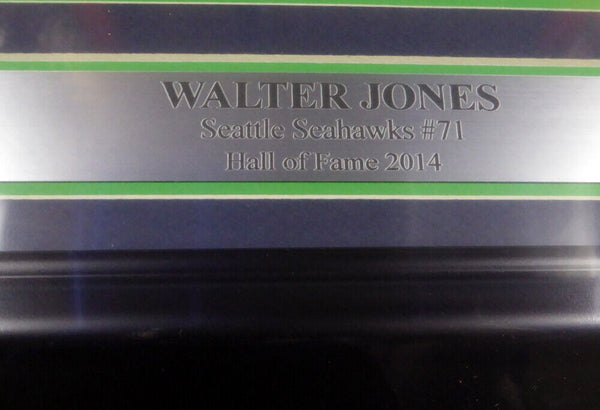 WALTER JONES
Seattle Seahawks #71
Hall of Fame 2014